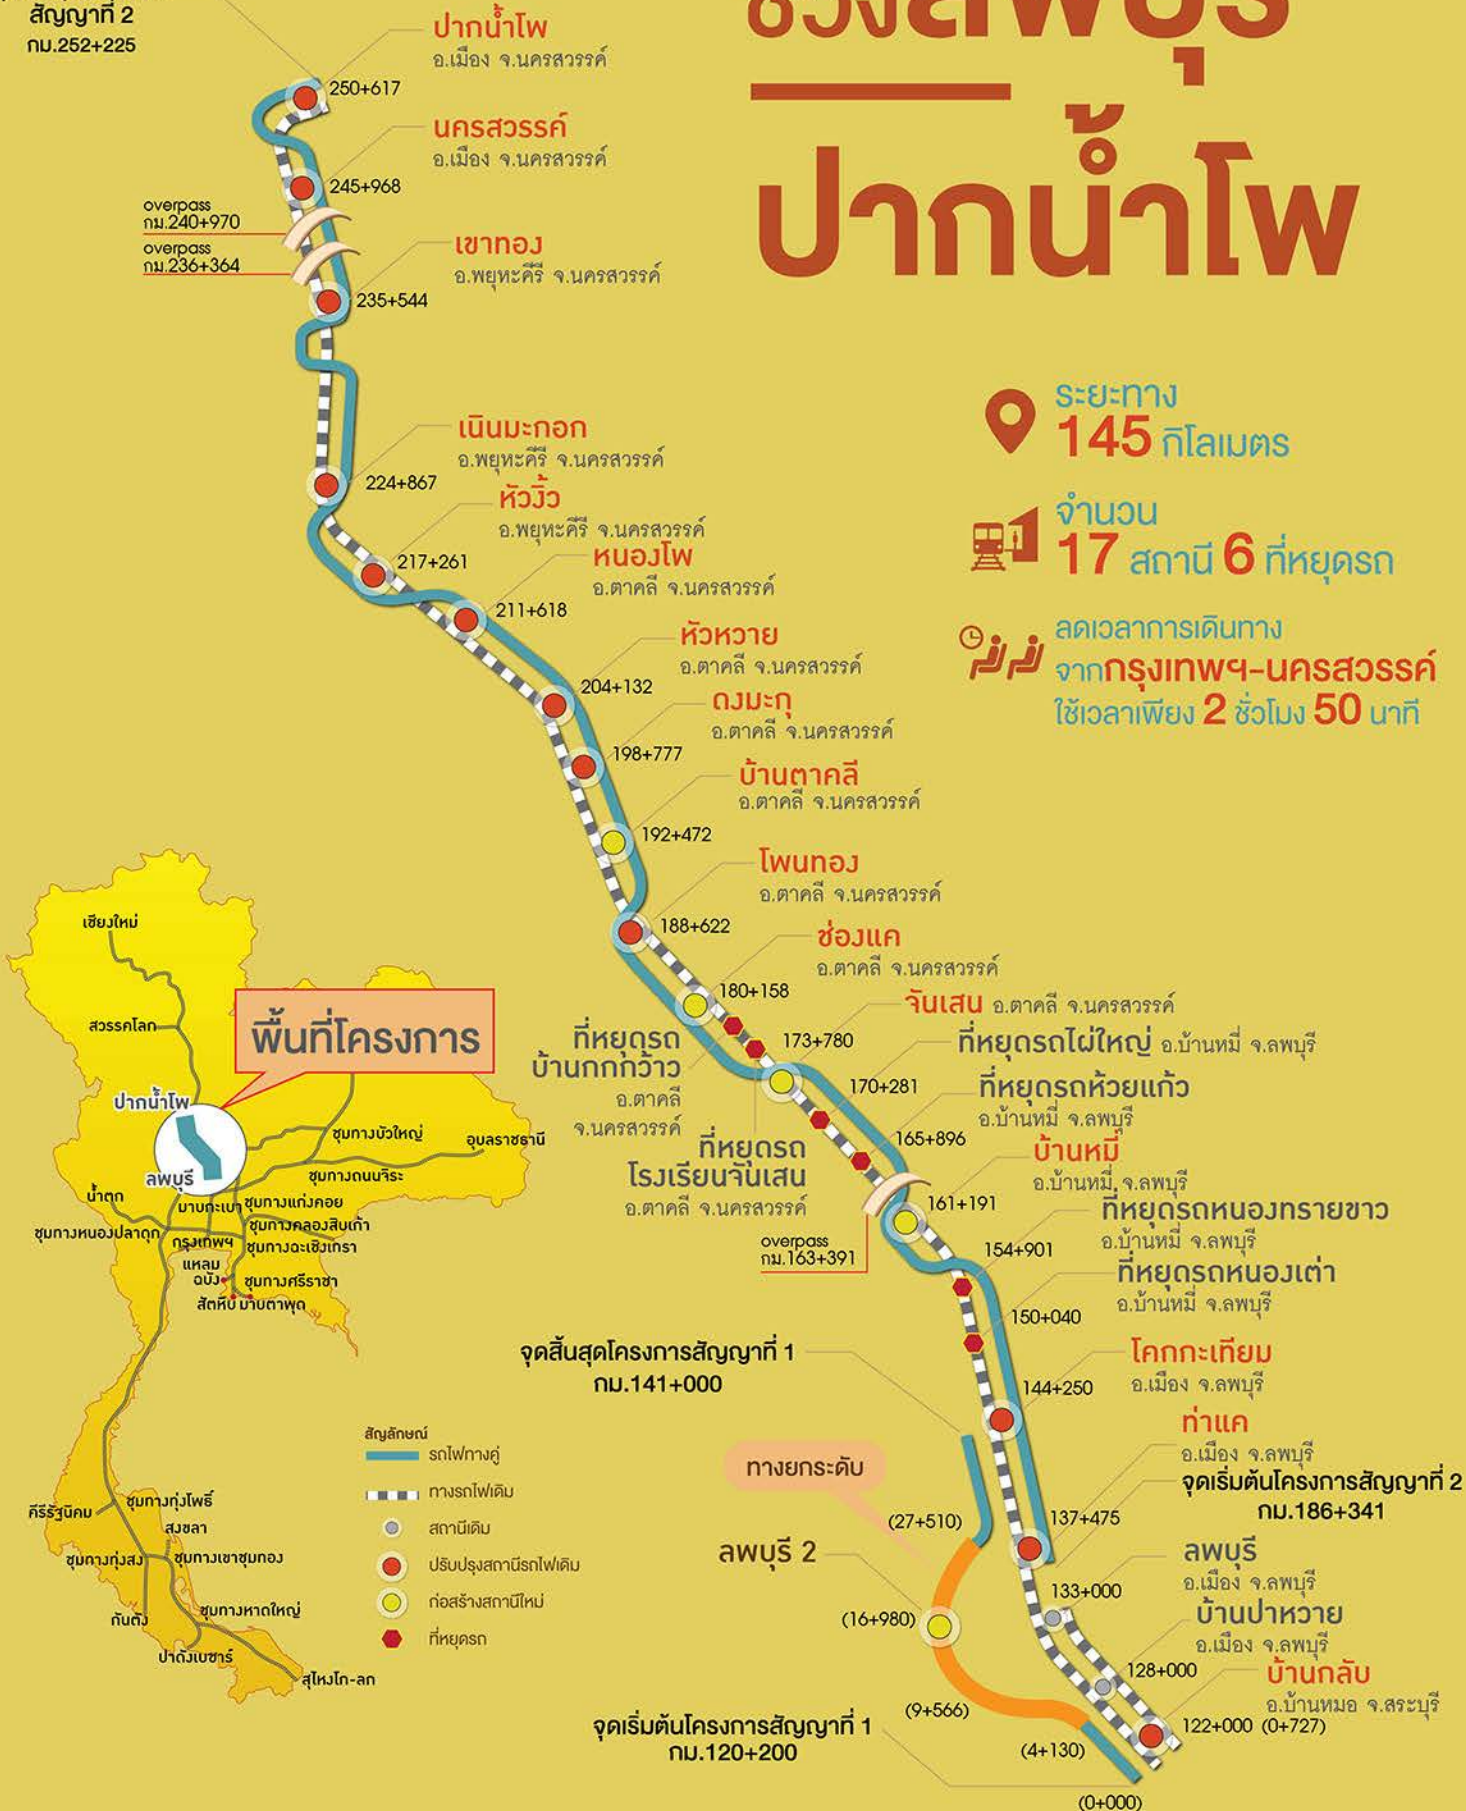 สัญญาที่ 2
กม.252+225
ช่วงลพบุรี
ปากน้ำโพ
ระยะทาง
145 กิโลเมตร
จำนวน
17 สถานี 6 ที่หยุดรถ
ลดเวลาการเดินทาง
จากกรุงเทพฯ-นครสวรรค์
ใช้เวลาเพียง 2 ชั่วโมง 50 นาที
ปากน้ำโพ
อ.เมือง จ.นครสวรรค์
250+617
นครสวรรค์
อ.เมือง จ.นครสวรรค์
245+968
overpass
กม.240+970
overpass
กม.236+364
เขาทอง
อ.พยุหะคีรี จ.นครสวรรค์
235+544
เนินมะกอก
อ.พยุหะคีรี จ.นครสวรรค์
224+867
หัวงิ้ว
อ.พยุหะคีรี จ.นครสวรรค์
217+261
หนองโพ
อ.ตาคลี จ.นครสวรรค์
211+618
หัวหวาย
อ.ตาคลี จ.นครสวรรค์
204+132
ดงมะกุ
อ.ตาคลี จ.นครสวรรค์
198+777
บ้านตาคลี
อ.ตาคลี จ.นครสวรรค์
192+472
โพนทอง
อ.ตาคลี จ.นครสวรรค์
188+622
ช่องแค
อ.ตาคลี จ.นครสวรรค์
180+158
จันเสน อ.ตาคลี จ.นครสวรรค์
173+780
ที่หยุดรถ
บ้านกกกว้าว
อ.ตาคลี
จ.นครสวรรค์
ที่หยุดรถ
โรงเรียนจันเสน
อ.ตาคลี จ.นครสวรรค์
ที่หยุดรถไผ่ใหญ่ อ.บ้านหมี่ จ.ลพบุรี
170+281
ที่หยุดรถห้วยแก้ว
อ.บ้านหมี่ จ.ลพบุรี
165+896
บ้านหมี่
อ.บ้านหมี่ จ.ลพบุรี
161+191
overpass
กม.163+391
ที่หยุดรถหนองทรายขาว
อ.บ้านหมี่ จ.ลพบุรี
154+901
ที่หยุดรถหนองเต่า
อ.บ้านหมี่ จ.ลพบุรี
150+040
จุดสิ้นสุดโครงการสัญญาที่ 1
กม.141+000
โคกกะเทียม
อ.เมือง จ.ลพบุรี
144+250
ท่าแค
อ.เมือง จ.ลพบุรี
จุดเริ่มต้นโครงการสัญญาที่ 2
กม.186+341
137+475
ทางยกระดับ
(27+510)
ลพบุรี 2
(16+980)
ลพบุรี
อ.เมือง จ.ลพบุรี
133+000
บ้านป่าหวาย
อ.เมือง จ.ลพบุรี
128+000
บ้านกลับ
อ.บ้านหมอ จ.สระบุรี
122+000 (0+727)
(9+566)
(4+130)
จุดเริ่มต้นโครงการสัญญาที่ 1
กม.120+200
(0+000)
สัญลักษณ์
รถไฟทางคู่
ทางรถไฟเดิม
สถานีเดิม
ปรับปรุงสถานีรถไฟเดิม
ก่อสร้างสถานีใหม่
ที่หยุดรถ
พื้นที่โครงการ
เชียงใหม่
สวรรคโลก
ปากน้ำโพ
ลพบุรี
ชุมทางบัวใหญ่
อุบลราชธานี
ชุมทางถนนจิระ
น้ำตก
มาบกะเบา
ชุมทางแก่งคอย
ชุมทางหนองปลาดุก
ชุมทางคลองสิบเก้า
กรุงเทพฯ
ชุมทางฉะเชิงเทรา
แหลม
ฉบัง
ชุมทางศรีราชา
สัตหีบ มาบตาพุด
คีรีรัฐนิคม
ชุมทางทุ่งโพธิ์
สงขลา
ชุมทางทุ่งสง
ชุมทางเขาชุมทอง
กันตัง
ชุมทางหาดใหญ่
ปาดังเบซาร์
สุไหงโก-ลก